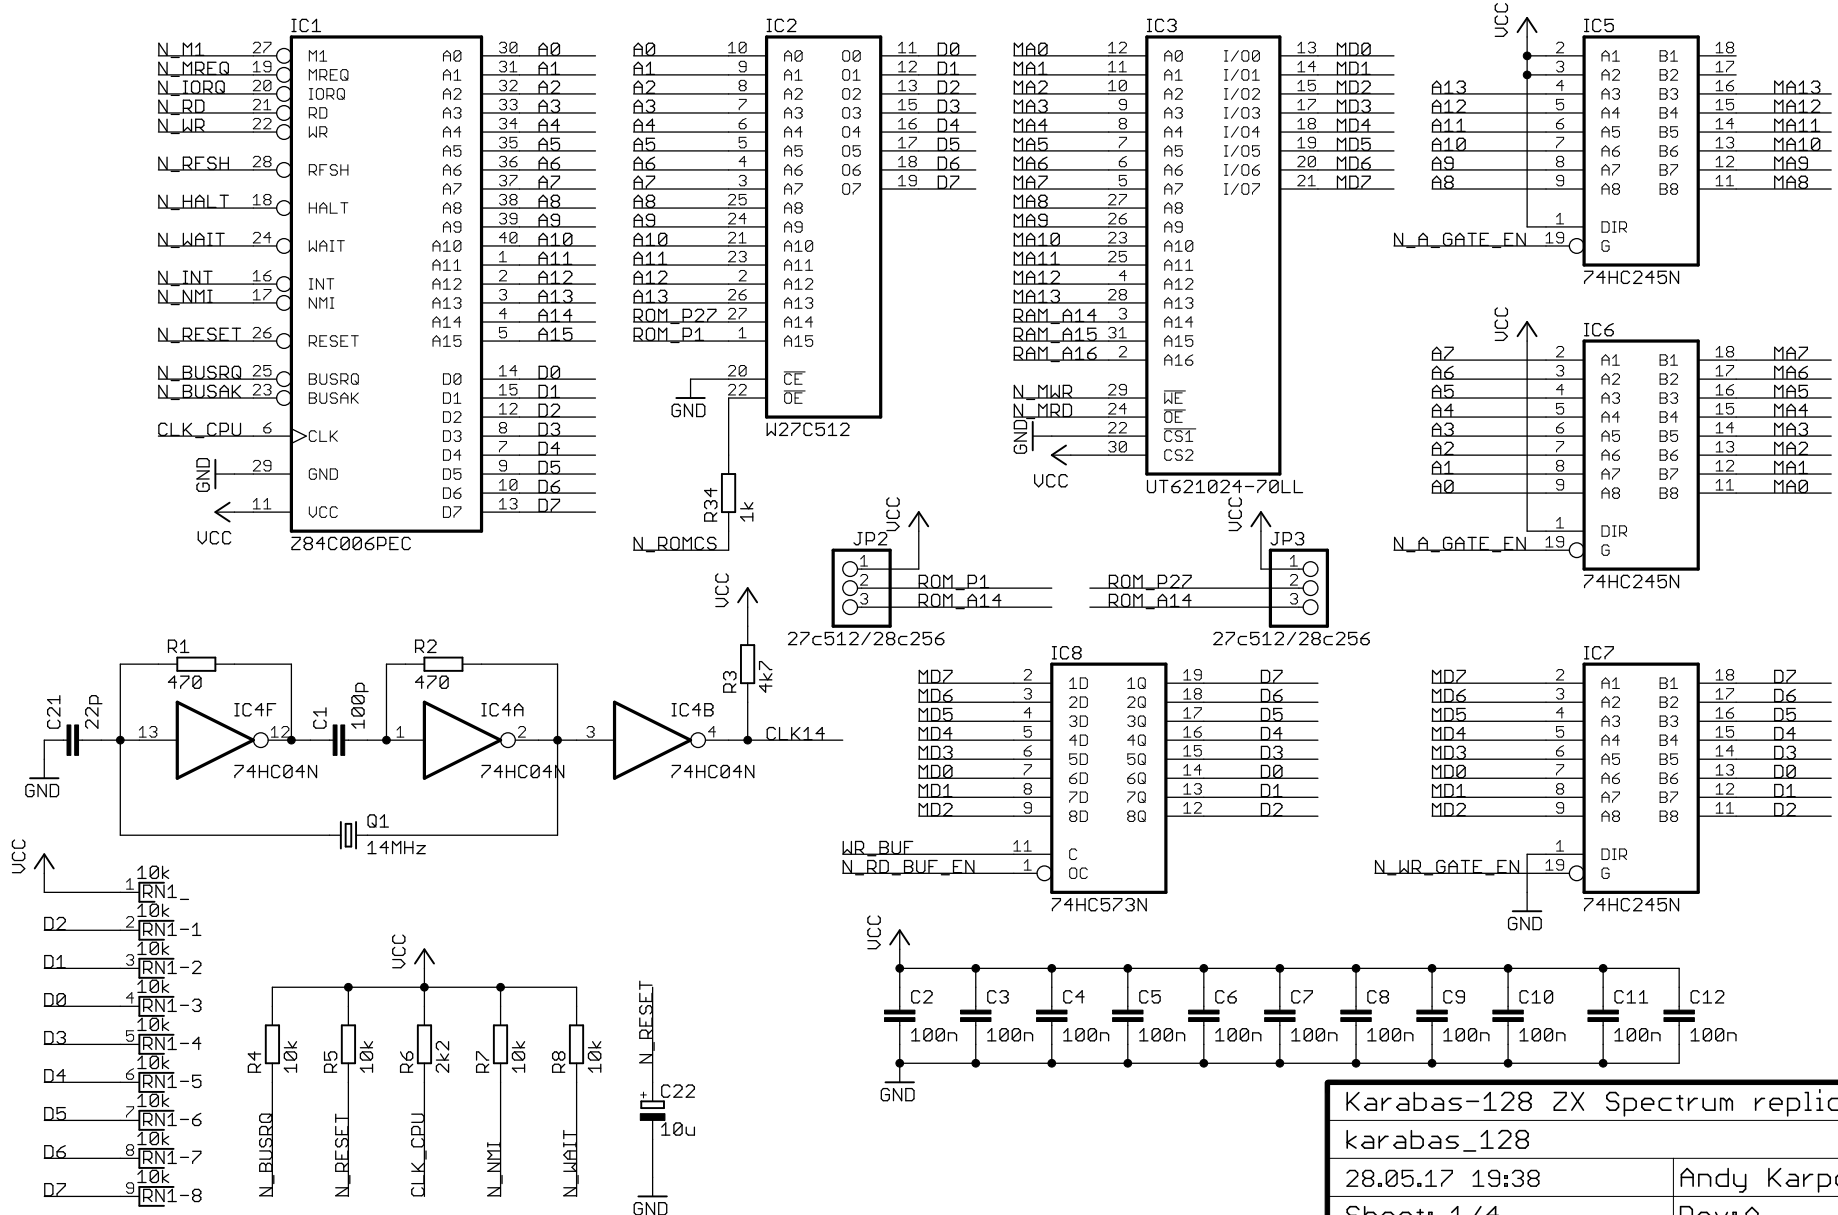 IC1
N_M1 27 M1 A0 30 A0
N_MREQ 19 MREQ A1 31 A1
N_IORQ 20 IORQ A2 32 A2
N_RD 21 RD A3 33 A3
N_WR 22 WR A4 34 A4
A5 35 A5
N_RFSH 28 RFSH A6 36 A6
A7 37 A7
N_HALT 18 HALT A8 38 A8
A9 39 A9
N_WAIT 24 WAIT A10 40 A10
A11 1 A11
N_INT 16 INT A12 2 A12
N_NMI 17 NMI A13 3 A13
A14 4 A14
N_RESET 26 RESET A15 5 A15
N_BUSRQ 25 BUSRQ D0 14 D0
N_BUSAK 23 BUSAK D1 15 D1
D2 12 D2
CLK_CPU 6 CLK D3 8 D3
D4 7 D4
GND 29 GND D5 9 D5
D6 10 D6
VCC 11 VCC D7 13 D7
Z84C006PEC
IC2
A0 10 A0 O0 11 D0
A1 9 A1 O1 12 D1
A2 8 A2 O2 13 D2
A3 7 A3 O3 15 D3
A4 6 A4 O4 16 D4
A5 5 A5 O5 17 D5
A6 4 A6 O6 18 D6
A7 3 A7 O7 19 D7
A8 25 A8
A9 24 A9
A10 21 A10
A11 23 A11
A12 2 A12
A13 26 A13
ROM_P27 27 A14
ROM_P1 1 A15
GND 20 CE
22 OE
W27C512
R34 1k
N_ROMCS
IC3
MA0 12 A0 I/O0 13 MD0
MA1 11 A1 I/O1 14 MD1
MA2 10 A2 I/O2 15 MD2
MA3 9 A3 I/O3 17 MD3
MA4 8 A4 I/O4 18 MD4
MA5 7 A5 I/O5 19 MD5
MA6 6 A6 I/O6 20 MD6
MA7 5 A7 I/O7 21 MD7
MA8 27 A8
MA9 26 A9
MA10 23 A10
MA11 25 A11
MA12 4 A12
MA13 28 A13
RAM_A14 3 A14
RAM_A15 31 A15
RAM_A16 2 A16
N_MWR 29 WE
N_MRD 24 OE
GND 22 CS1
VCC 30 CS2
UT621024-70LL
VCC
IC5
2 A1 B1 18
3 A2 B2 17
A13 4 A3 B3 16 MA13
A12 5 A4 B4 15 MA12
A11 6 A5 B5 14 MA11
A10 7 A6 B6 13 MA10
A9 8 A7 B7 12 MA9
A8 9 A8 B8 11 MA8
1 DIR
N_A_GATE_EN 19 G
74HC245N
VCC
IC6
A7 2 A1 B1 18 MA7
A6 3 A2 B2 17 MA6
A5 4 A3 B3 16 MA5
A4 5 A4 B4 15 MA4
A3 6 A5 B5 14 MA3
A2 7 A6 B6 13 MA2
A1 8 A7 B7 12 MA1
A0 9 A8 B8 11 MA0
1 DIR
N_A_GATE_EN 19 G
74HC245N
JP2 VCC
1
2 ROM_P1
3 ROM_A14
27c512/28c256
VCC JP3
1
ROM_P27 2
ROM_A14 3
27c512/28c256
R1
470
C21 22p
GND
13 IC4F 12
74HC04N
C1 100p
R2
470
1 IC4A 2
74HC04N
3 IC4B 4
74HC04N
VCC
R3 4k7
CLK14
Q1
14MHz
IC8
MD7 2 1D 1Q 19 D7
MD6 3 2D 2Q 18 D6
MD5 4 3D 3Q 17 D5
MD4 5 4D 4Q 16 D4
MD3 6 5D 5Q 15 D3
MD0 7 6D 6Q 14 D0
MD1 8 7D 7Q 13 D1
MD2 9 8D 8Q 12 D2
WR_BUF 11 C
N_RD_BUF_EN 1 OC
74HC573N
IC7
MD7 2 A1 B1 18 D7
MD6 3 A2 B2 17 D6
MD5 4 A3 B3 16 D5
MD4 5 A4 B4 15 D4
MD3 6 A5 B5 14 D3
MD0 7 A6 B6 13 D0
MD1 8 A7 B7 12 D1
MD2 9 A8 B8 11 D2
1 DIR
N_WR_GATE_EN 19 G
74HC245N
GND
VCC
10k
1 RN1_
10k
D2 2 RN1-1
10k
D1 3 RN1-2
10k
D0 4 RN1-3
10k
D3 5 RN1-4
10k
D4 6 RN1-5
10k
D5 7 RN1-6
10k
D6 8 RN1-7
10k
D7 9 RN1-8
VCC
R4 10k
R5 10k
R6 2k2
R7 10k
R8 10k
N_BUSRQ
N_RESET
CLK_CPU
N_NMI
N_WAIT
N_RESET
+ C22
10u
GND
VCC
C2 C3 C4 C5 C6 C7 C8 C9 C10 C11 C12
100n 100n 100n 100n 100n 100n 100n 100n 100n 100n 100n
GND
Karabas-128 ZX Spectrum replic
karabas_128
28.05.17 19:38 Andy Karp
Sheet: 1/4 Rev:A